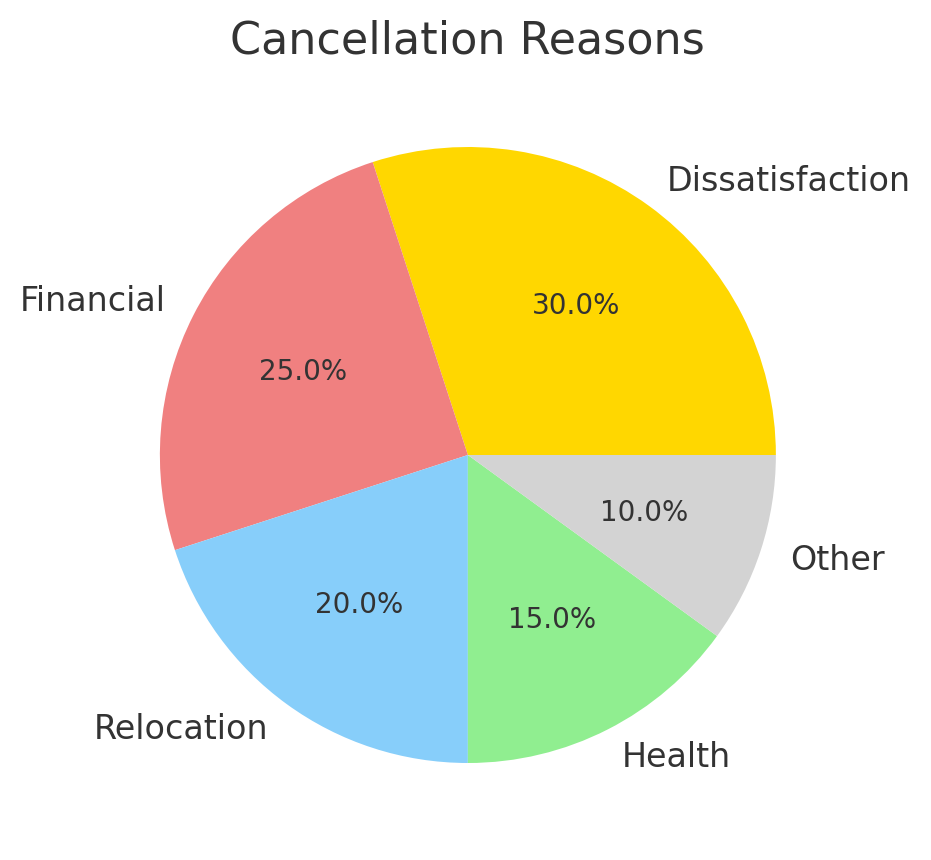 Cancellation Reasons
Dissatisfaction
30.0%
Financial
25.0%
Relocation
20.0%
Health
15.0%
Other
10.0%